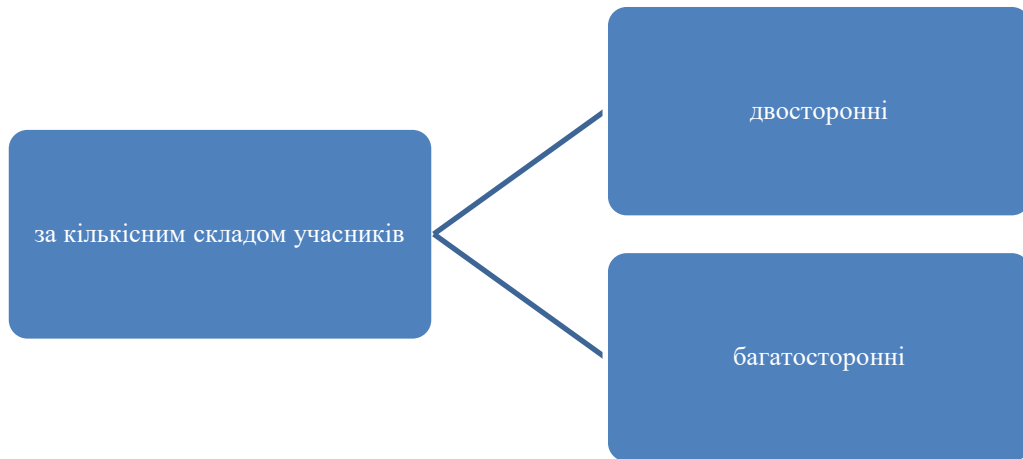 за кількісним складом учасників
двосторонні
багатосторонні